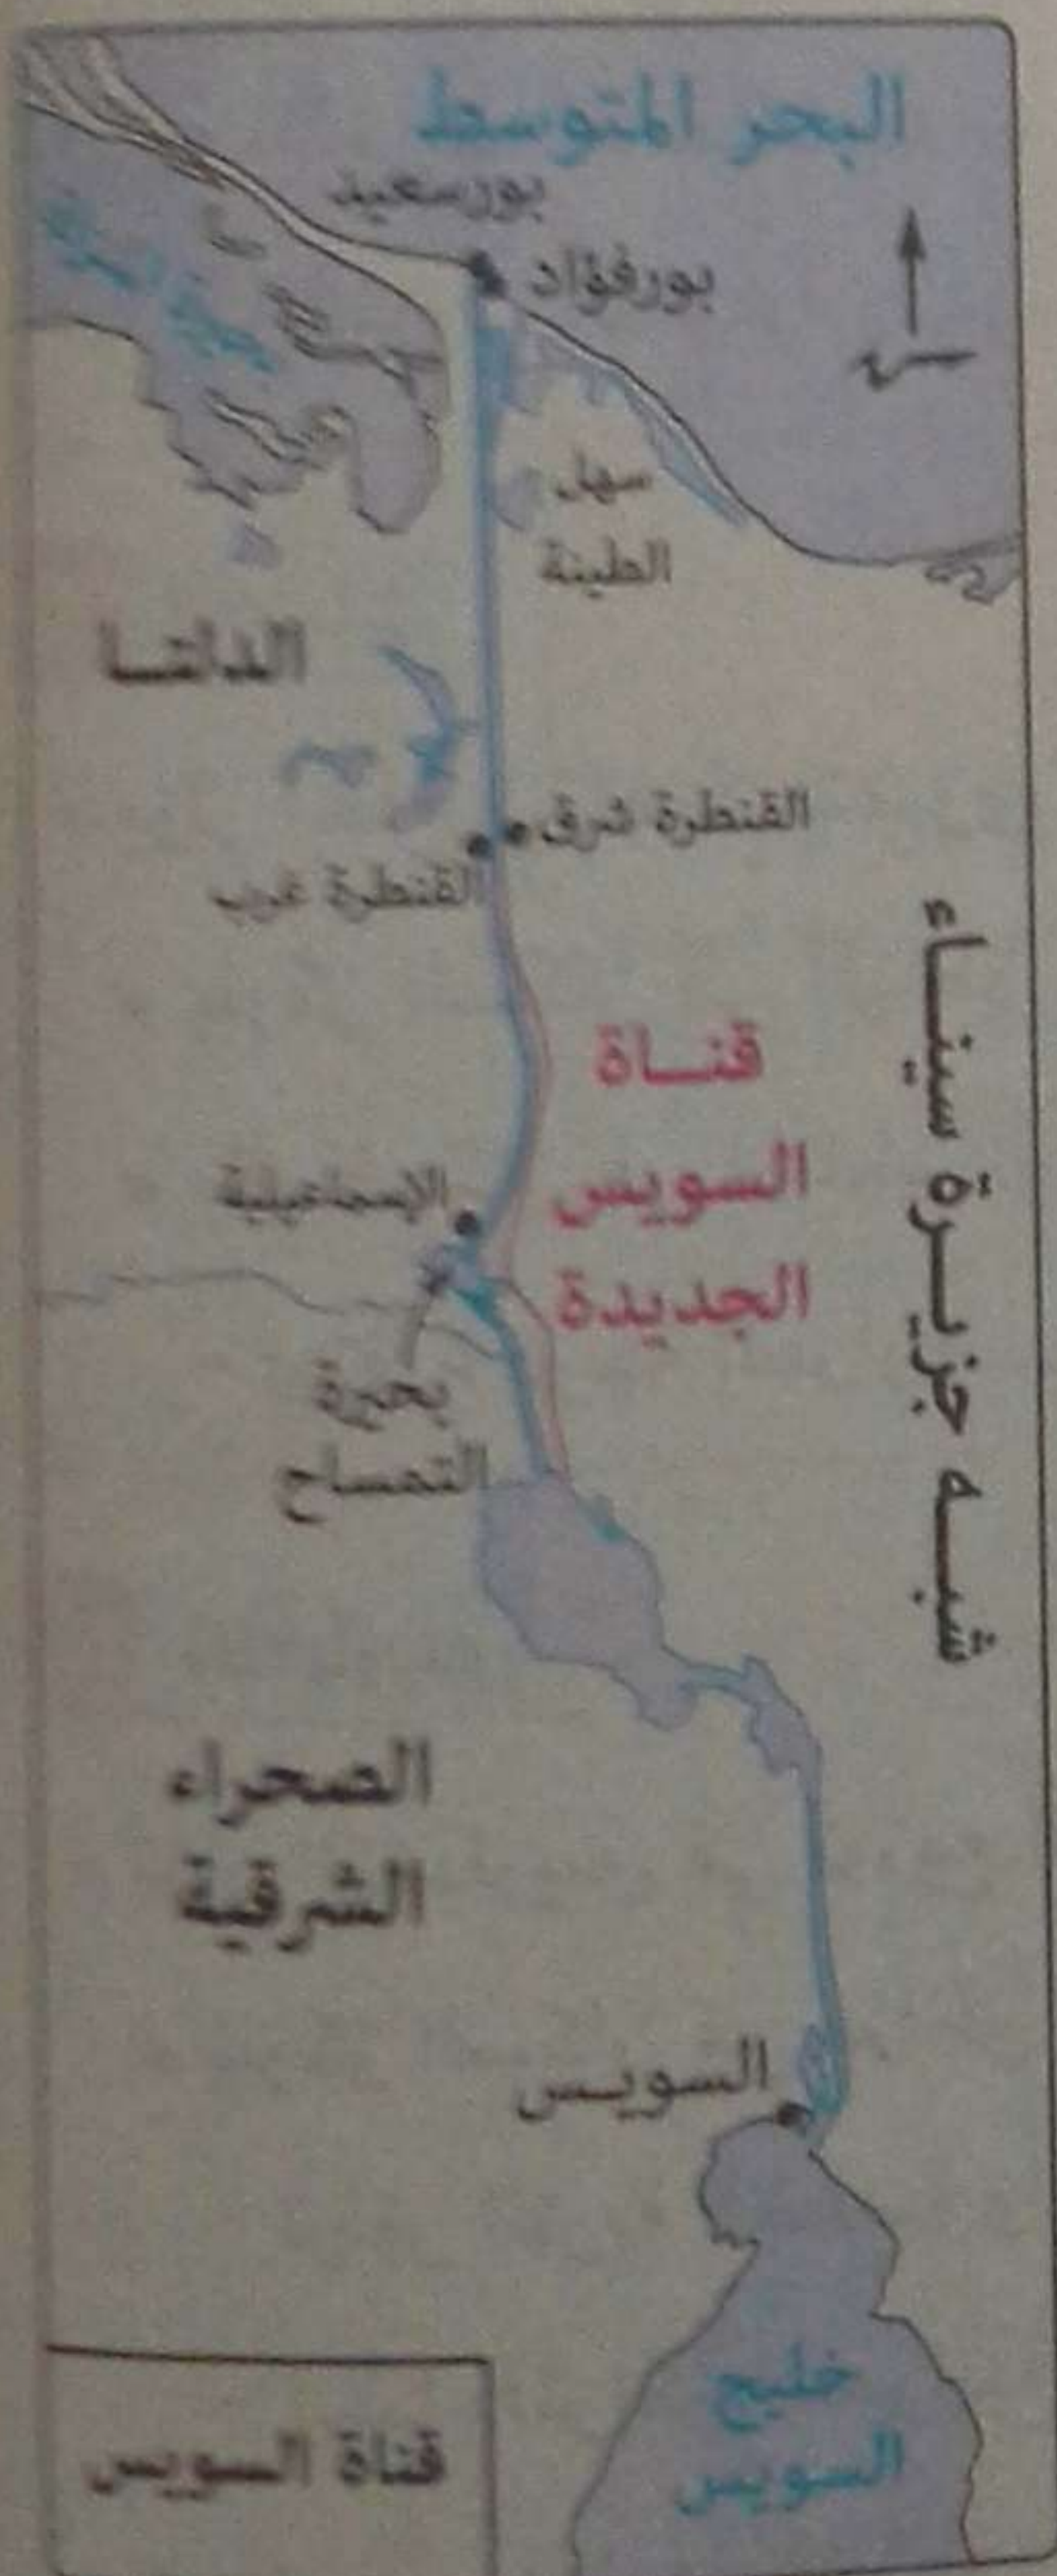 البحر المتوسط
بورسعيد
بورفؤاد
سهل
الطينة
الدلتا
القنطرة شرق
القنطرة غرب
شبه جزيرة سيناء
قناة
السويس
الجديدة
الإسماعيلية
بحيرة
التمساح
الصحراء
الشرقية
السويس
خليج
السويس
قناة السويس